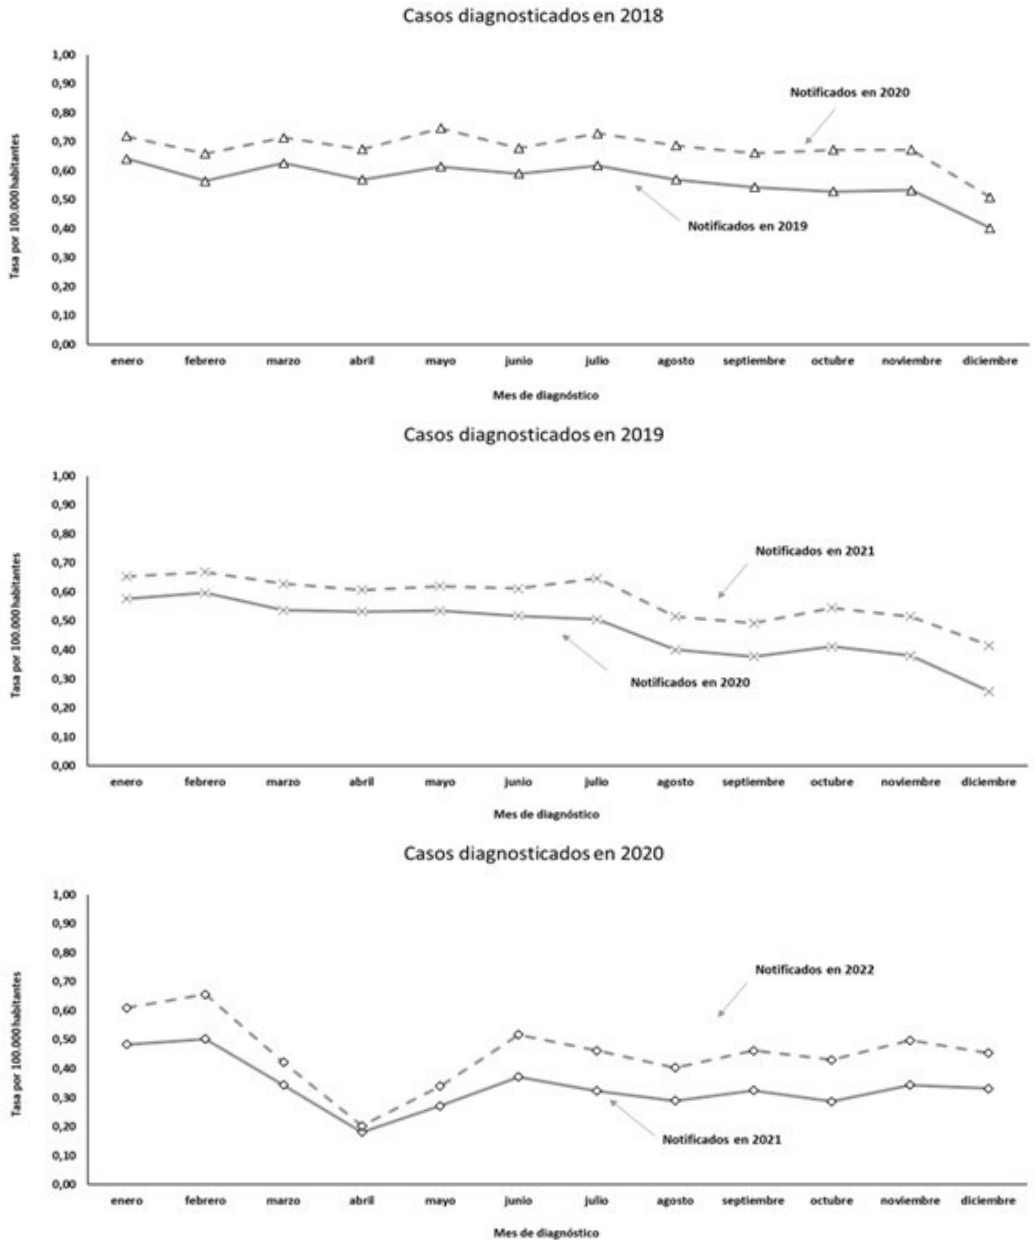 Casos diagnosticados en 2018
Tasa por 100.000 habitantes
1,00
0,90
0,80
0,70
0,60
0,50
0,40
0,30
0,20
0,10
0,00
Notificados en 2020
Notificados en 2019
enero febrero marzo abril mayo junio julio agosto septiembre octubre noviembre diciembre
Mes de diagnóstico
Casos diagnosticados en 2019
Tasa por 100.000 habitantes
1,00
0,90
0,80
0,70
0,60
0,50
0,40
0,30
0,20
0,10
0,00
Notificados en 2021
Notificados en 2020
enero febrero marzo abril mayo junio julio agosto septiembre octubre noviembre diciembre
Mes de diagnóstico
Casos diagnosticados en 2020
Tasa por 100.000 habitantes
1,00
0,90
0,80
0,70
0,60
0,50
0,40
0,30
0,20
0,10
0,00
Notificados en 2022
Notificados en 2021
enero febrero marzo abril mayo junio julio agosto septiembre octubre noviembre diciembre
Mes de diagnóstico